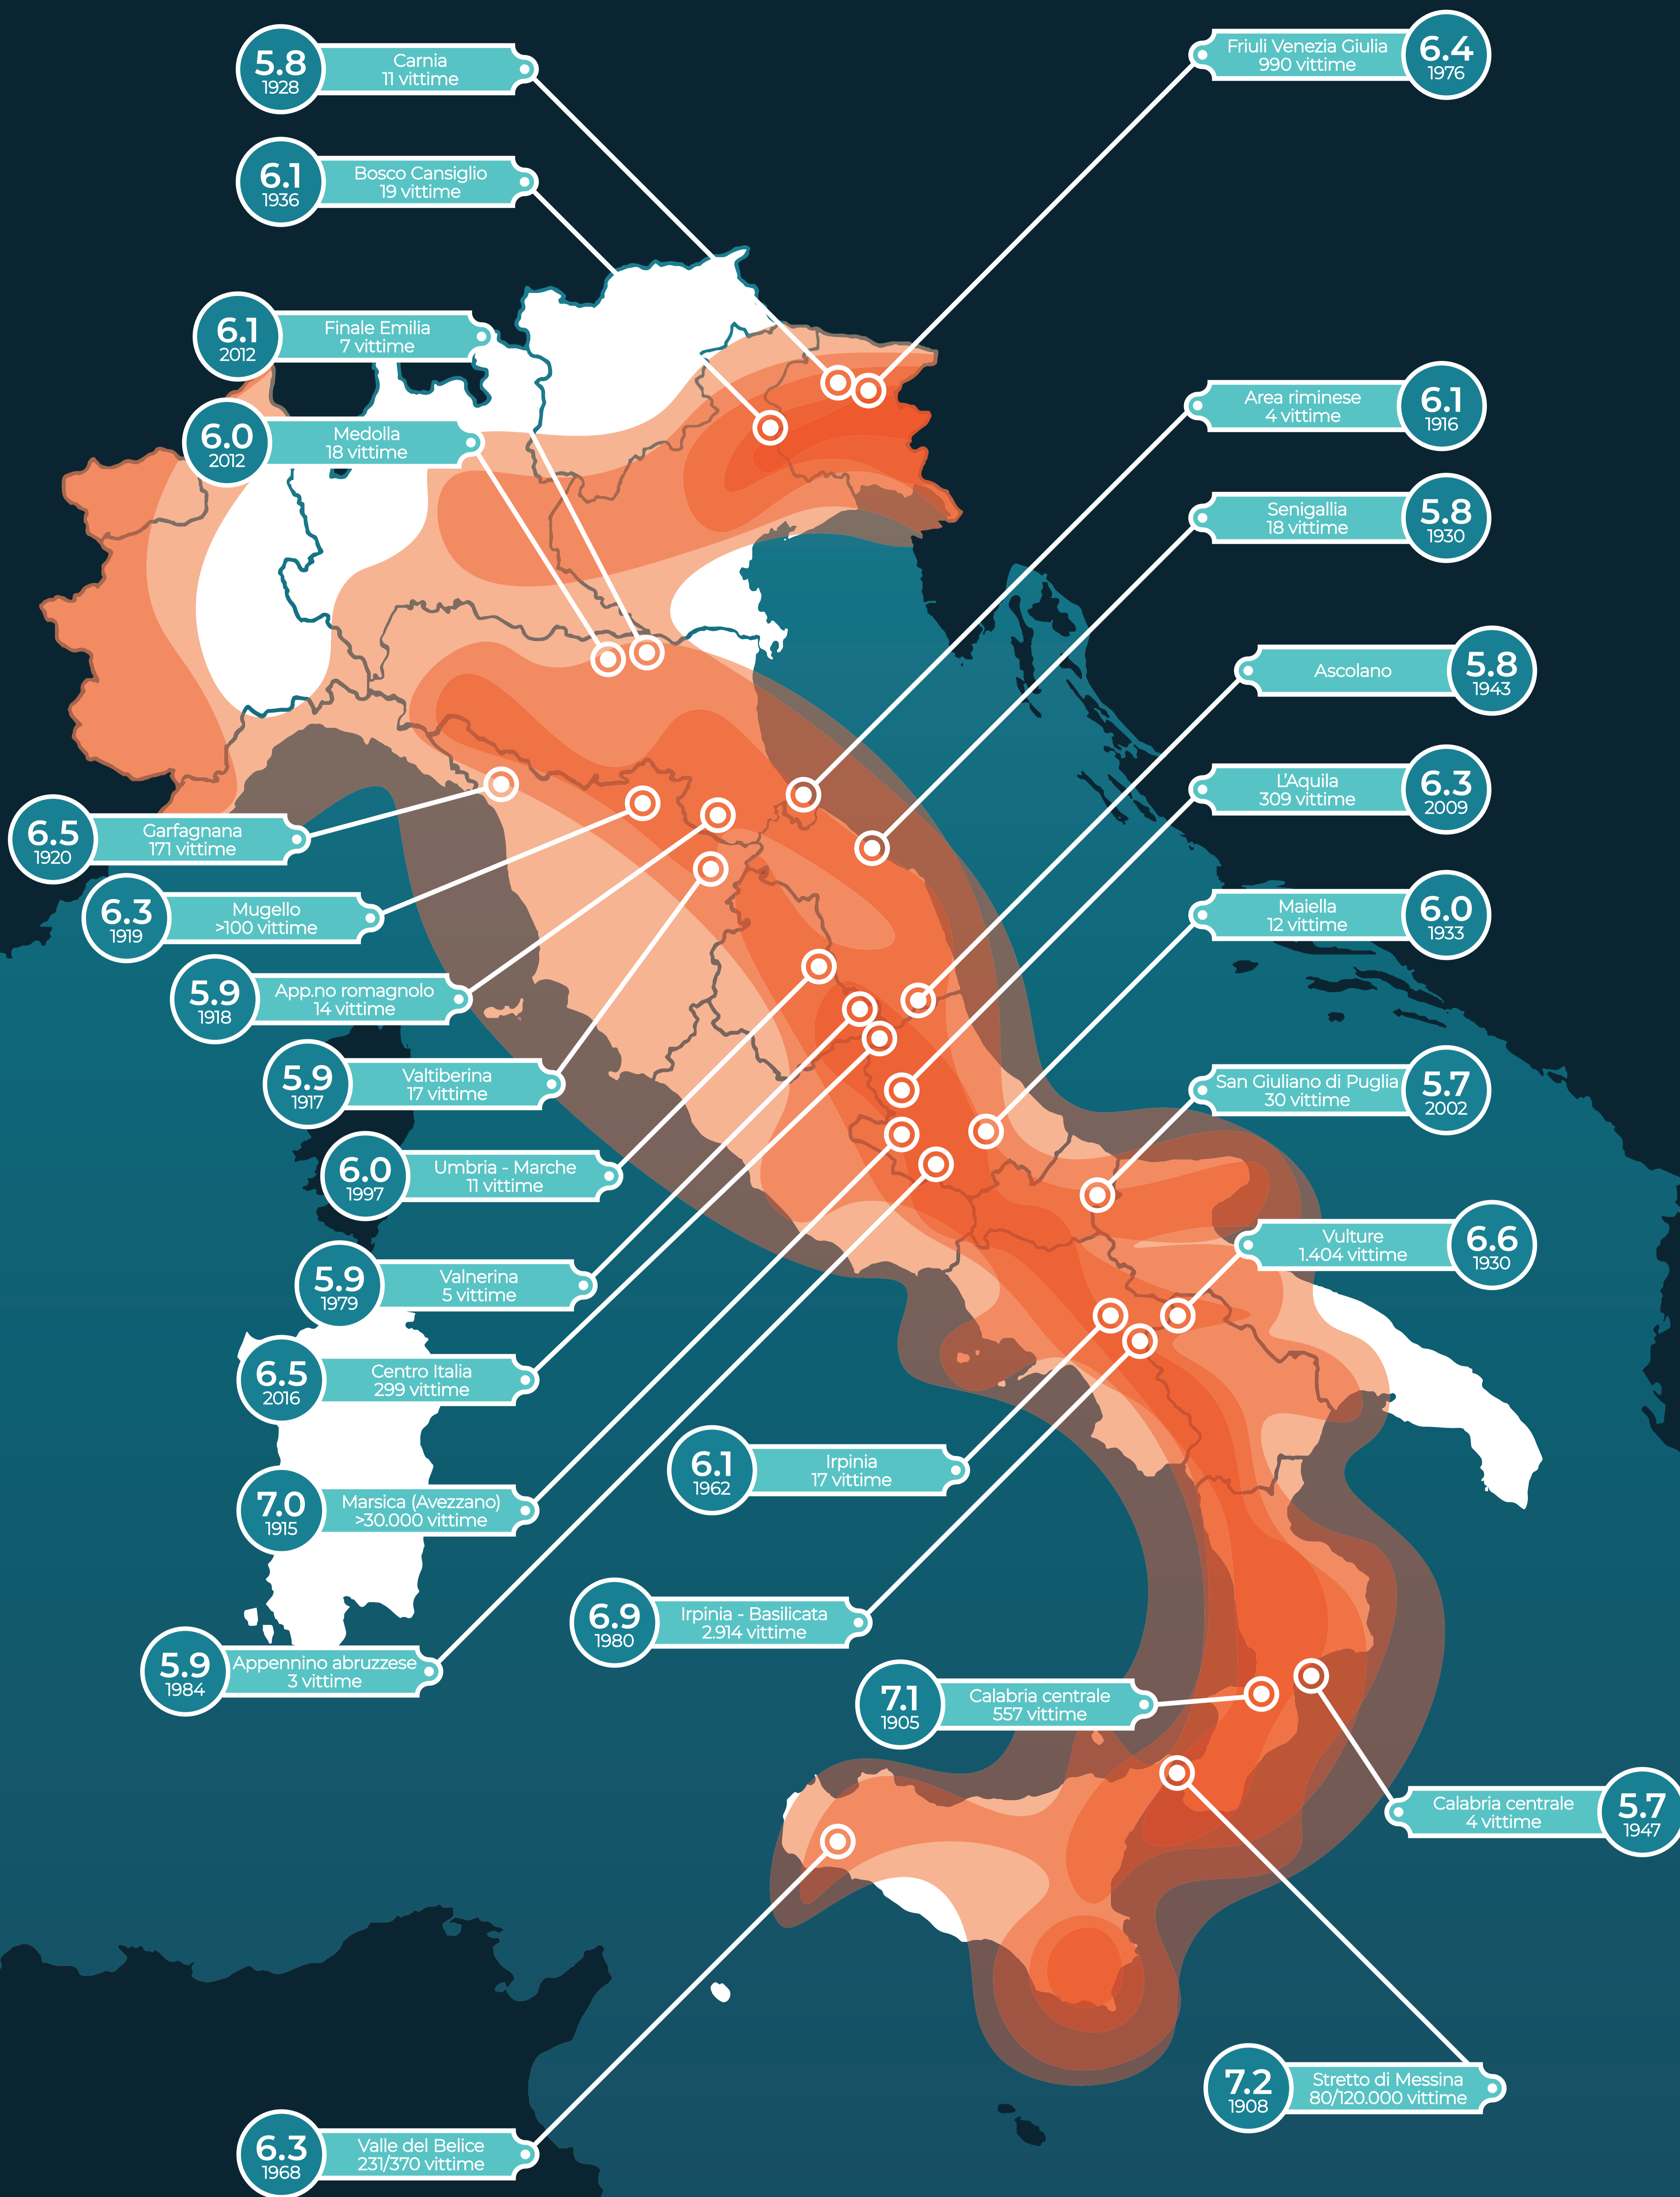 5.8
1928
Carnia
11 vittime
Friuli Venezia Giulia
990 vittime
6.4
1976
6.1
1936
Bosco Cansiglio
19 vittime
6.1
2012
Finale Emilia
7 vittime
Area riminese
4 vittime
6.1
1916
6.0
2012
Medolla
18 vittime
Senigallia
18 vittime
5.8
1930
Ascolano
5.8
1943
L'Aquila
309 vittime
6.3
2009
6.5
1920
Garfagnana
171 vittime
6.3
1919
Mugello
>100 vittime
Maiella
12 vittime
6.0
1933
5.9
1918
App.no romagnolo
14 vittime
5.9
1917
Valtiberina
17 vittime
San Giuliano di Puglia
30 vittime
5.7
2002
6.0
1997
Umbria - Marche
11 vittime
Vulture
1.404 vittime
6.6
1930
5.9
1979
Valnerina
5 vittime
6.5
2016
Centro Italia
299 vittime
6.1
1962
Irpinia
17 vittime
7.0
1915
Marsica (Avezzano)
>30.000 vittime
6.9
1980
Irpinia - Basilicata
2.914 vittime
5.9
1984
Appennino abruzzese
3 vittime
7.1
1905
Calabria centrale
557 vittime
Calabria centrale
4 vittime
5.7
1947
7.2
1908
Stretto di Messina
80/120.000 vittime
6.3
1968
Valle del Belice
231/370 vittime